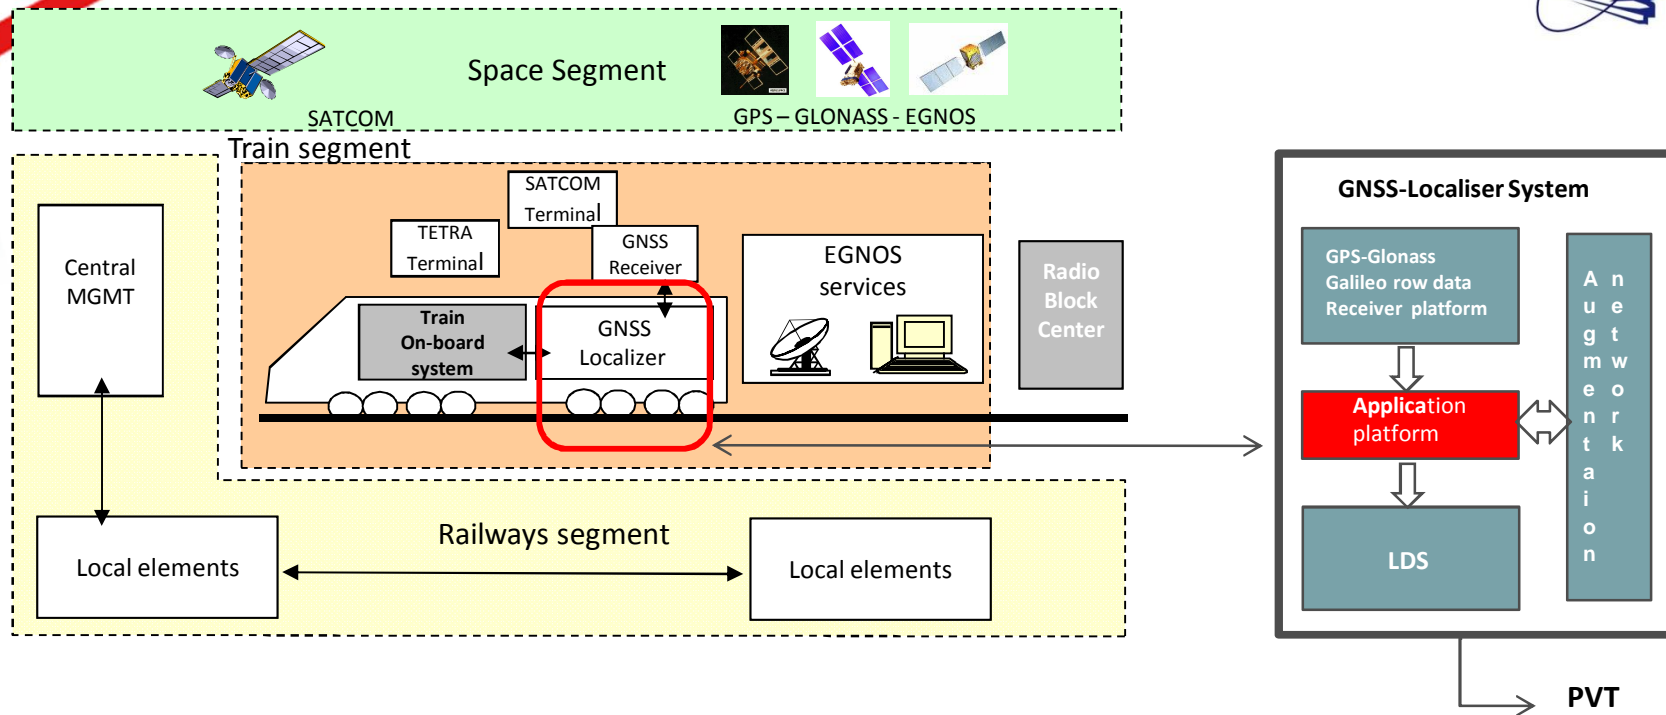 Space Segment
SATCOM
GPS – GLONASS - EGNOS
Train segment
SATCOM
Terminal
TETRA
Terminal
GNSS
Receiver
Central
MGMT
EGNOS
services
Radio
Block
Center
Train
On-board
system
GNSS
Localizer
Railways segment
Local elements
Local elements
GNSS-Localiser System
GPS-Glonass
Galileo row data
Receiver platform
Application
platform
LDS
Augmentaion
network
PVT